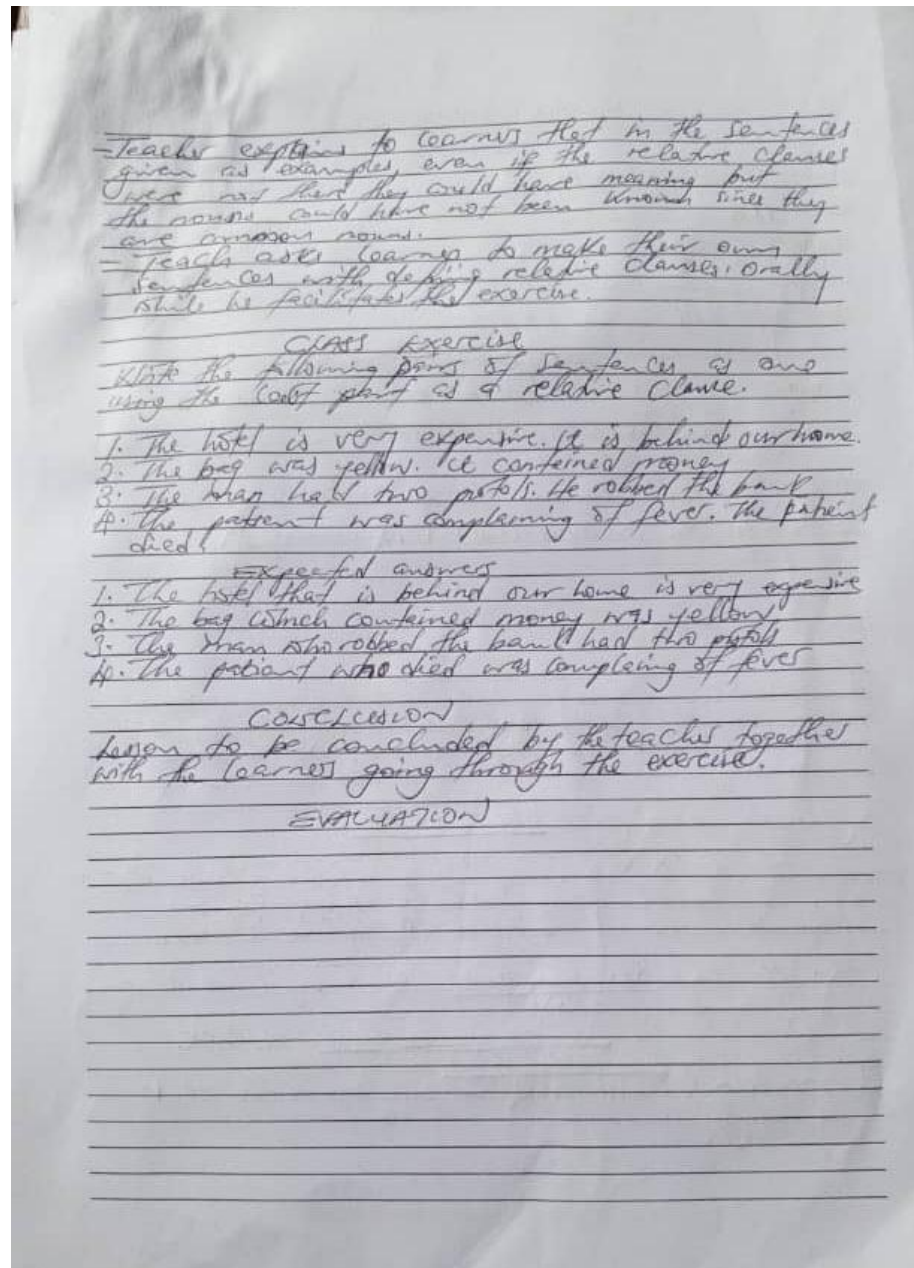 - Teacher explains to learners that in the sentences
given as examples, even if the relative clauses
were not there they could have meaning but
the nouns could have not been known since they
are common nouns.
- Teach asks learners to make their own
sentences with defing relative clauses orally
while he facilitates the exercise.
CLASS EXERCISE
Write the following pairs of sentences as one
using the last part as a relative clause.
1. The hotel is very expensive. It is behind our home.
2. The bag was yellow. It contained money
3. The man had two pistols. He robbed the bank
4. The patient was complaining of fever. The patient
died.
Expected answers
1. The hotel that is behind our home is very expensive
2. The bag which contained money was yellow
3. The man who robbed the bank had two pistols
4. The patient who died was complaing of fever
CONCLUSION
Lesson to be concluded by the teacher together
with the learners going through the exercise.
EVALUATION